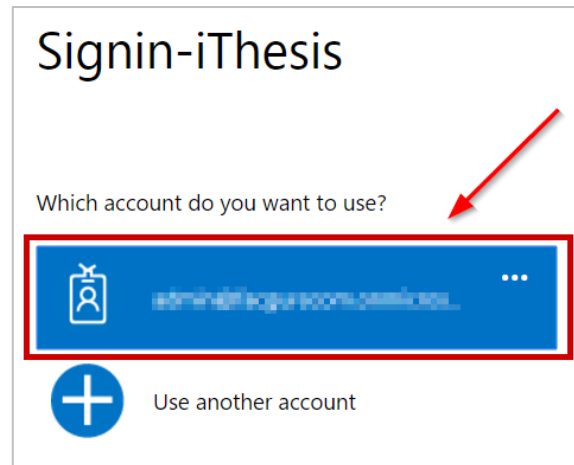 Signin-iThesis
Which account do you want to use?
Use another account